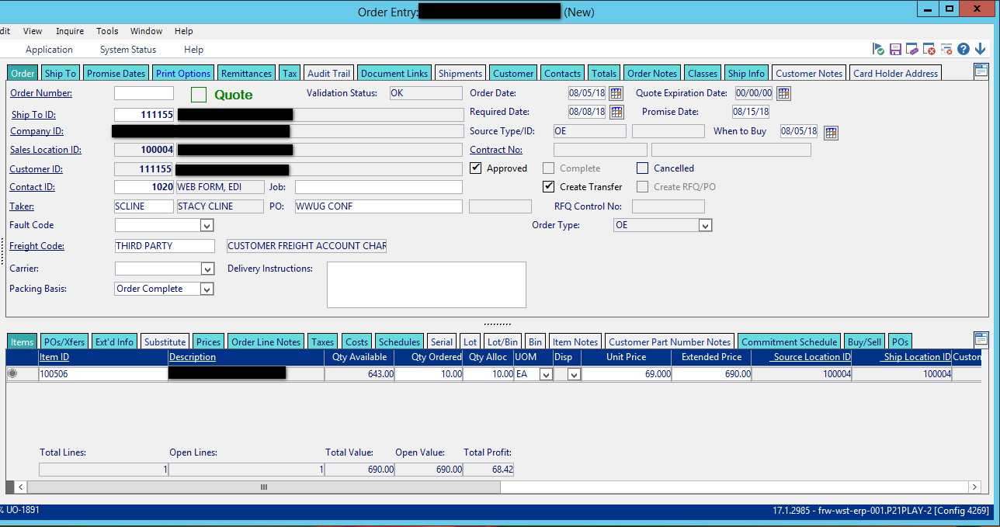 Order Entry: (New)
dit View Inquire Tools Window Help
Application System Status Help
Order Ship To Promise Dates Print Options Remittances Tax Audit Trail Document Links Shipments Customer Contacts Totals Order Notes Classes Ship Info Customer Notes Card Holder Address
Order Number: Quote Validation Status: OK Order Date: 08/05/18 Quote Expiration Date: 00/00/00
Ship To ID: 111155 Required Date: 08/08/18 Promise Date: 08/15/18
Company ID: Source Type/ID: OE When to Buy 08/05/18
Sales Location ID: 100004 Contract No:
Customer ID: 111155 Approved Complete Cancelled
Contact ID: 1020 WEB FORM, EDI Job: Create Transfer Create RFQ/PO
Taker: SCLINE STACY CLINE PO: WWUG CONF RFQ Control No:
Fault Code Order Type: OE
Freight Code: THIRD PARTY CUSTOMER FREIGHT ACCOUNT CHAR
Carrier: Delivery Instructions:
Packing Basis: Order Complete
Items POs/Xfers Ext'd Info Substitute Prices Order Line Notes Taxes Costs Schedules Serial Lot Lot/Bin Bin Item Notes Customer Part Number Notes Commitment Schedule Buy/Sell POs
Item ID Description Qty Available Qty Ordered Qty Alloc UOM Disp Unit Price Extended Price Source Location ID Ship Location ID Custon
100506 643.00 10.00 10.00 EA 69.000 690.00 100004 100004
Total Lines: Open Lines: Total Value: Open Value: Total Profit:
1 1 690.00 690.00 68.42
% UO-1891 17.1.2985 - frw-wst-erp-001.P21PLAY-2 [Config 4269]